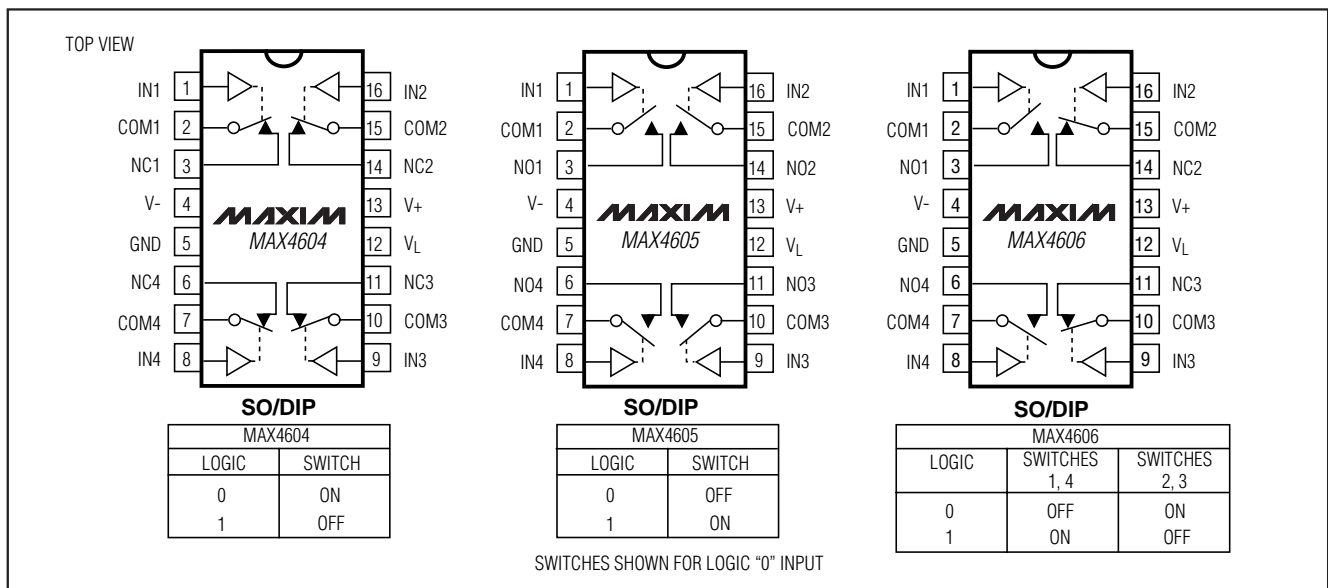 TOP VIEW
IN1 1 16 IN2
COM1 2 15 COM2
NC1 3 14 NC2
V- 4 13 V+
GND 5 12 VL
NC4 6 11 NC3
COM4 7 10 COM3
IN4 8 9 IN3
MAXIM
MAX4604
SO/DIP
MAX4604
LOGIC SWITCH
0 ON
1 OFF
IN1 1 16 IN2
COM1 2 15 COM2
NO1 3 14 NO2
V- 4 13 V+
GND 5 12 VL
NO4 6 11 NO3
COM4 7 10 COM3
IN4 8 9 IN3
MAXIM
MAX4605
SO/DIP
MAX4605
LOGIC SWITCH
0 OFF
1 ON
IN1 1 16 IN2
COM1 2 15 COM2
NO1 3 14 NC2
V- 4 13 V+
GND 5 12 VL
NO4 6 11 NC3
COM4 7 10 COM3
IN4 8 9 IN3
MAXIM
MAX4606
SO/DIP
MAX4606
LOGIC SWITCHES 1, 4 SWITCHES 2, 3
0 OFF ON
1 ON OFF
SWITCHES SHOWN FOR LOGIC “0” INPUT